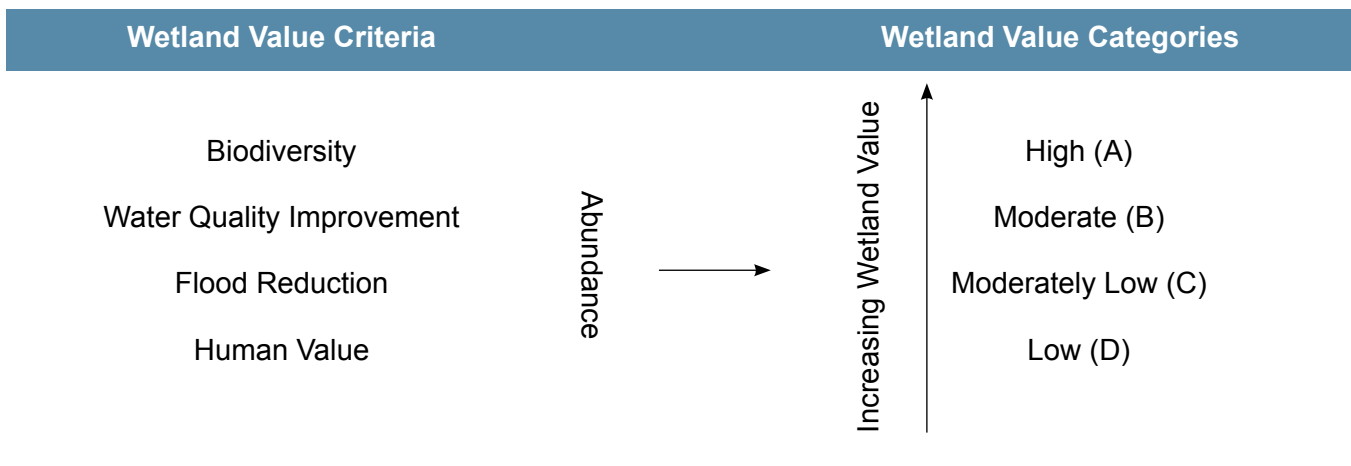 Wetland Value Criteria
Wetland Value Categories
Biodiversity
Water Quality Improvement
Flood Reduction
Human Value
Abundance
Increasing Wetland Value
High (A)
Moderate (B)
Moderately Low (C)
Low (D)